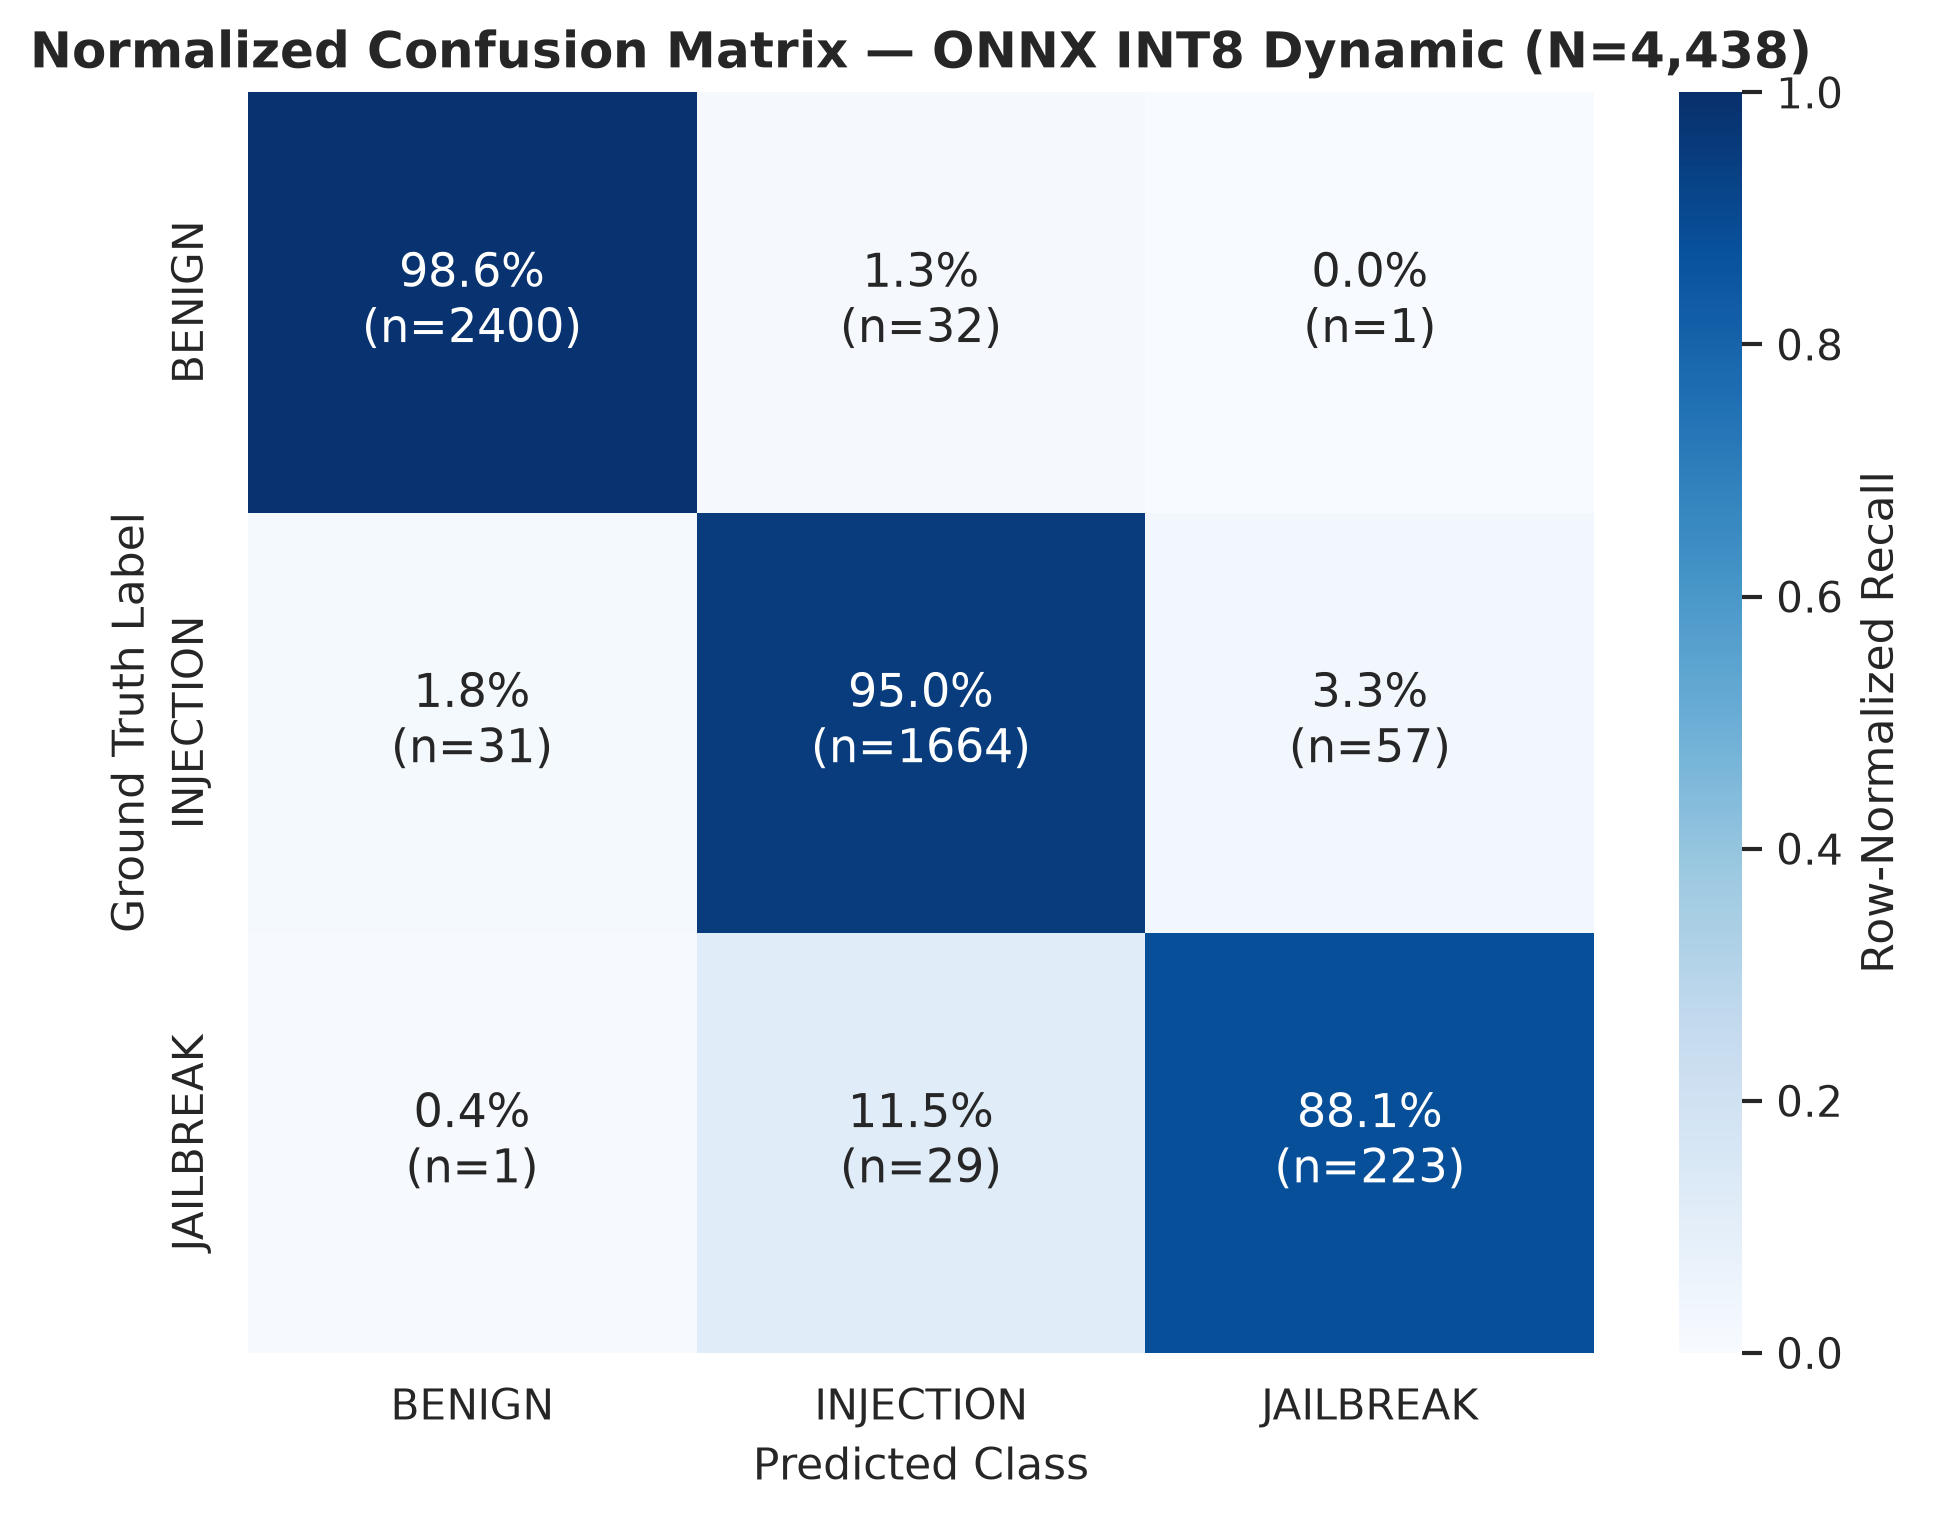 Normalized Confusion Matrix — ONNX INT8 Dynamic (N=4,438)
Ground Truth Label
BENIGN
98.6%
(n=2400)
1.3%
(n=32)
0.0%
(n=1)
INJECTION
1.8%
(n=31)
95.0%
(n=1664)
3.3%
(n=57)
JAILBREAK
0.4%
(n=1)
11.5%
(n=29)
88.1%
(n=223)
BENIGN
INJECTION
JAILBREAK
Predicted Class
1.0
0.8
0.6
0.4
0.2
0.0
Row-Normalized Recall